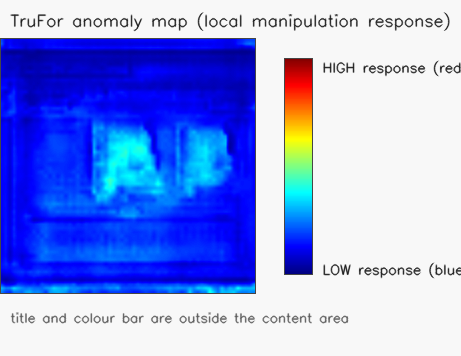 TruFor anomaly map (local manipulation response)
HIGH response (red
LOW response (blue
title and colour bar are outside the content area